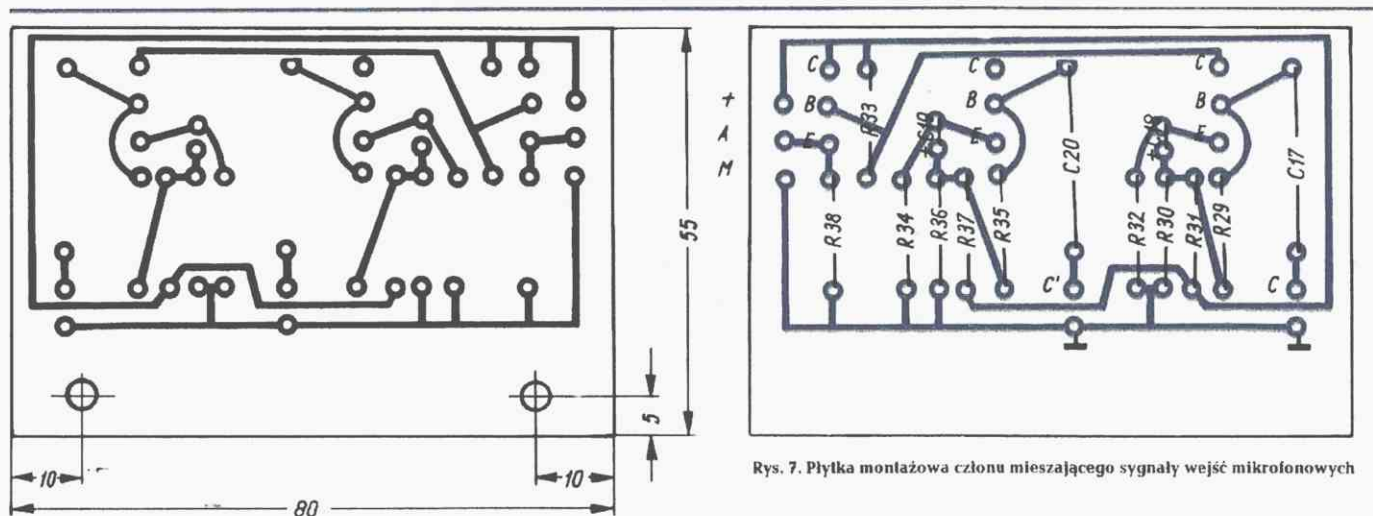 55
5
10
10
80
+
A
M
C
C
C
B
B
B
E
E
E
R33
C20
C17
R38
R34
R36
R37
R35
R32
R30
R31
R29
C'
C
Rys. 7. Płytka montażowa członu mieszającego sygnały wejść mikrofonowych